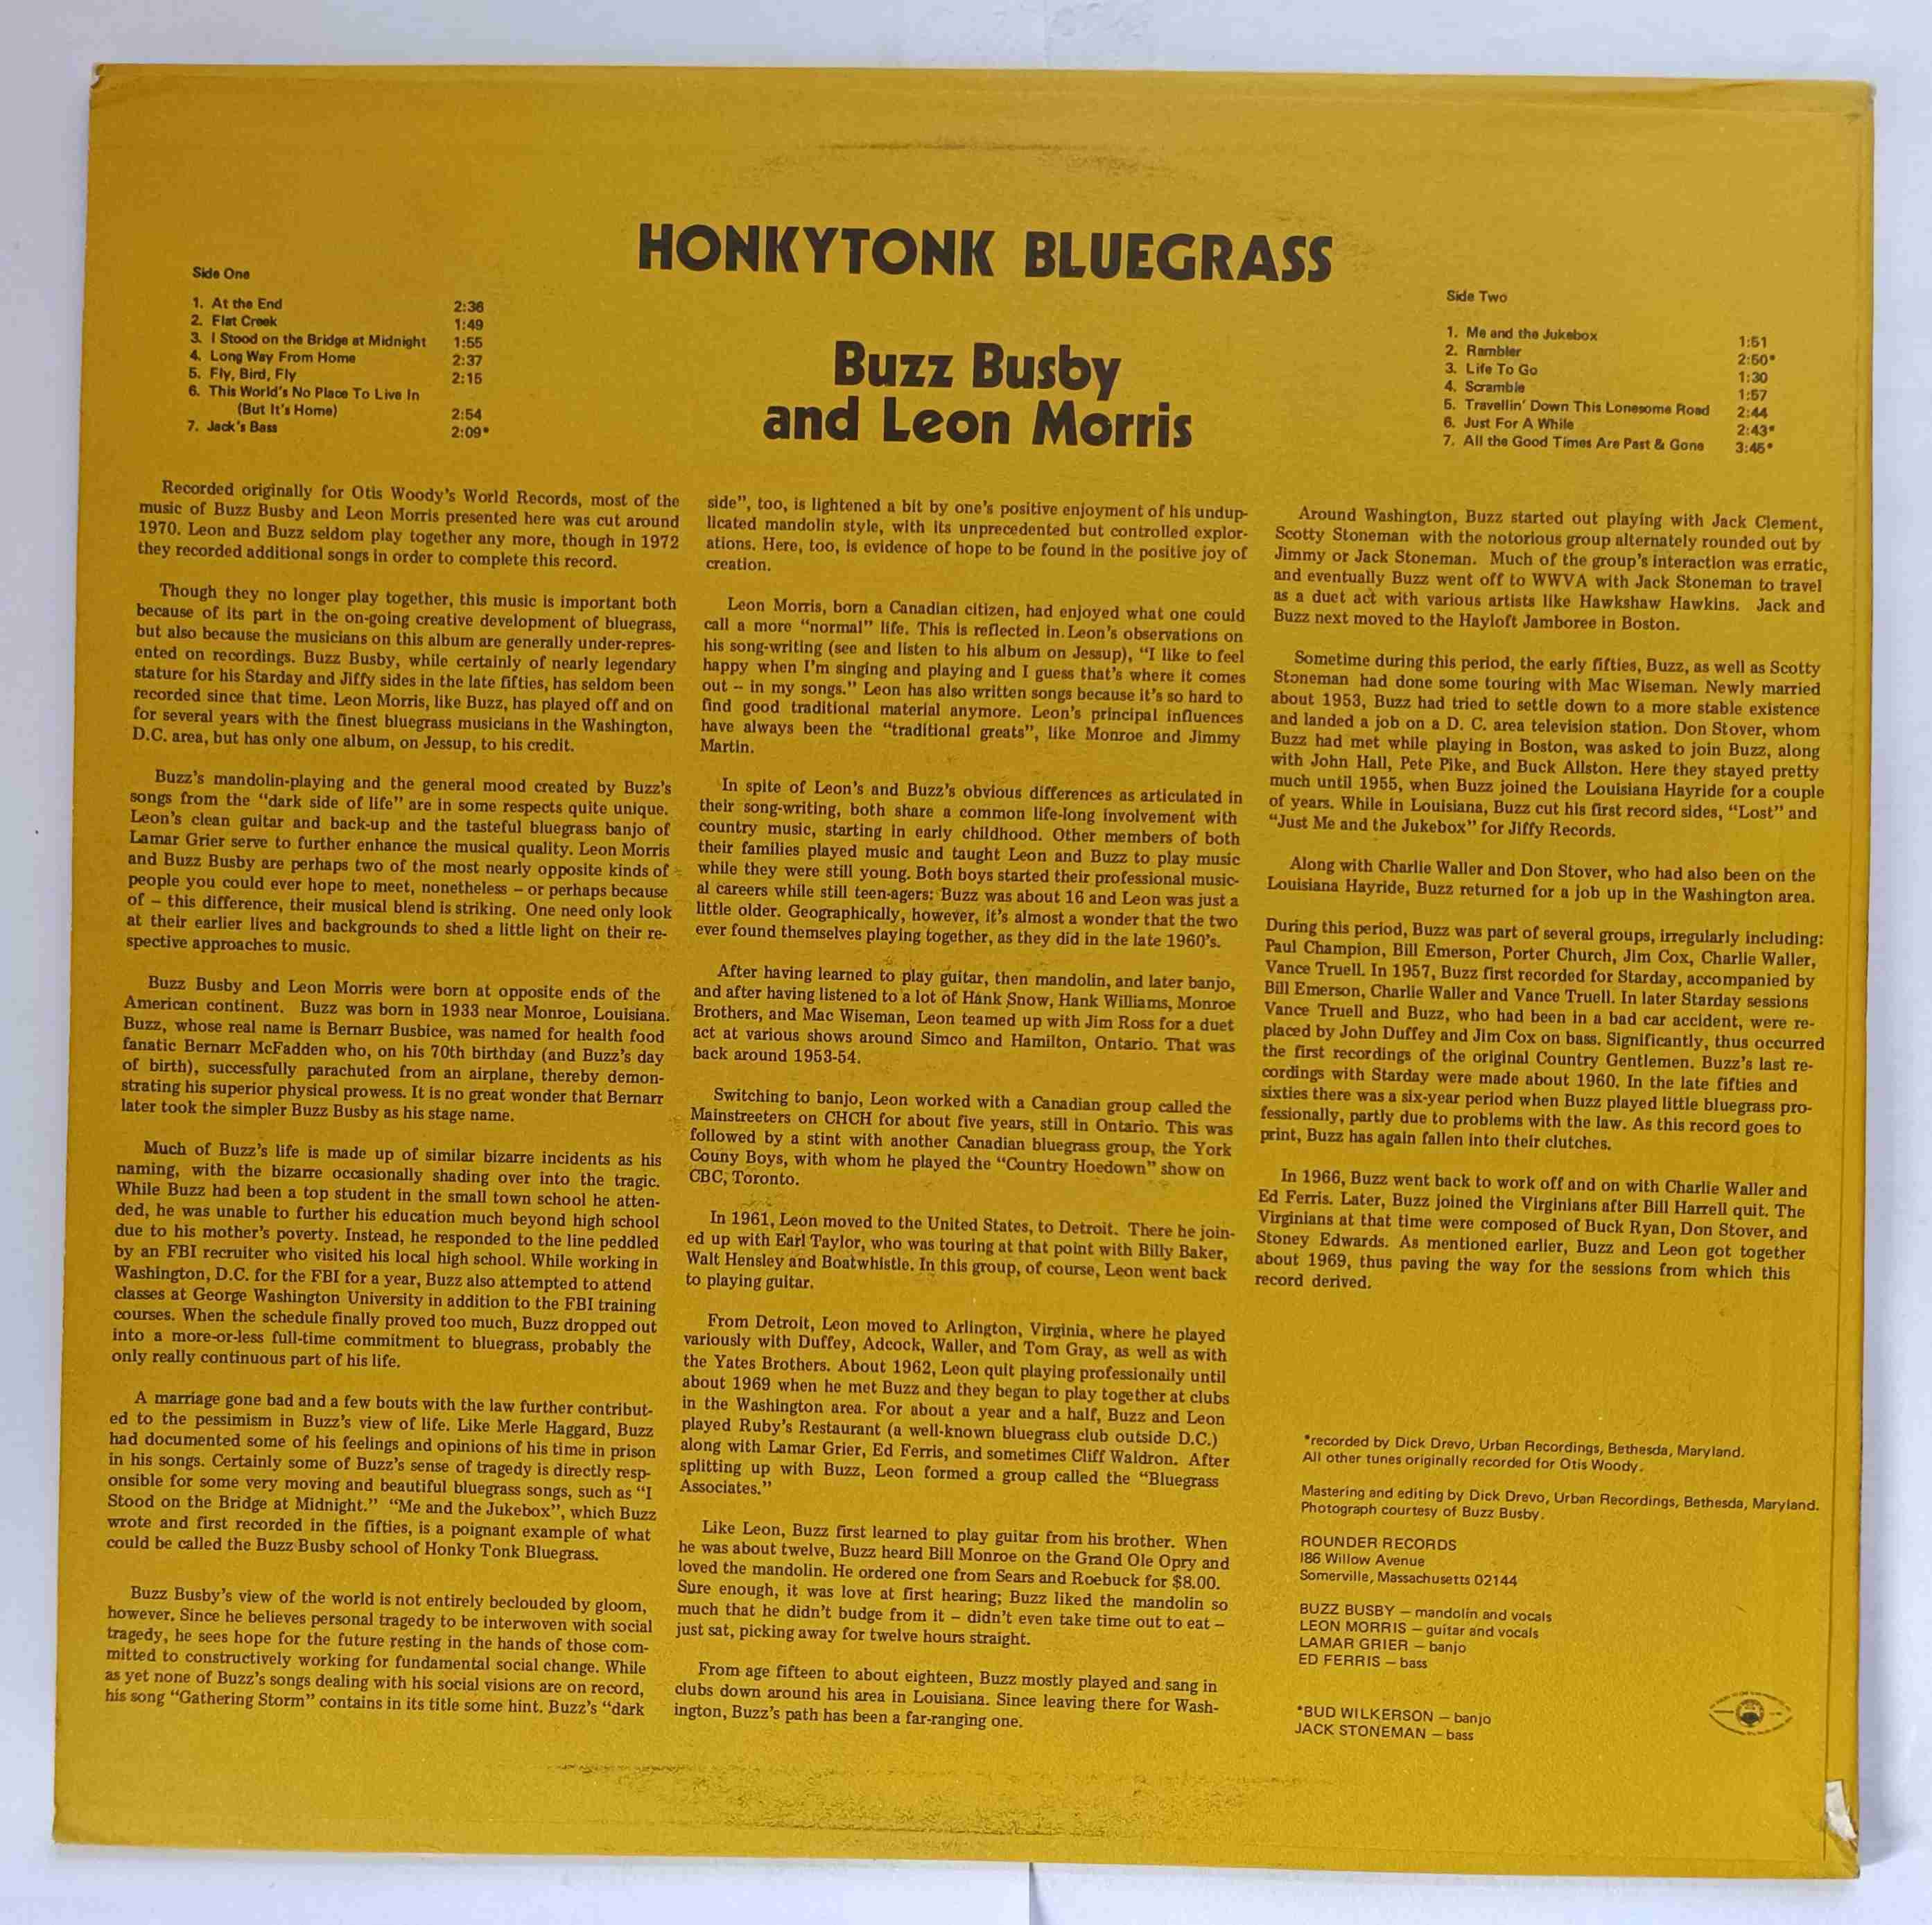 HONKYTONK BLUEGRASS
Buzz Busby
and Leon Morris
Side One
1. At the End 2:36
2. Flat Creek 1:49
3. I Stood on the Bridge at Midnight 1:55
4. Long Way From Home 2:37
5. Fly, Bird, Fly 2:15
6. This World's No Place To Live In
(But It's Home) 2:54
7. Jack's Bass 2:09*
Side Two
1. Me and the Jukebox 1:51
2. Rambler 2:50*
3. Life To Go 1:30
4. Scramble 1:57
5. Travellin' Down This Lonesome Road 2:44
6. Just For A While 2:43*
7. All the Good Times Are Past & Gone 3:45*
Recorded originally for Otis Woody's World Records, most of the
music of Buzz Busby and Leon Morris presented here was cut around
1970. Leon and Buzz seldom play together any more, though in 1972
they recorded additional songs in order to complete this record.
Though they no longer play together, this music is important both
because of its part in the on-going creative development of bluegrass,
but also because the musicians on this album are generally under-repres-
ented on recordings. Buzz Busby, while certainly of nearly legendary
stature for his Starday and Jiffy sides in the late fifties, has seldom been
recorded since that time. Leon Morris, like Buzz, has played off and on
for several years with the finest bluegrass musicians in the Washington,
D.C. area, but has only one album, on Jessup, to his credit.
Buzz's mandolin-playing and the general mood created by Buzz's
songs from the "dark side of life" are in some respects quite unique.
Leon's clean guitar and back-up and the tasteful bluegrass banjo of
Lamar Grier serve to further enhance the musical quality. Leon Morris
and Buzz Busby are perhaps two of the most nearly opposite kinds of
people you could ever hope to meet, nonetheless – or perhaps because
of – this difference, their musical blend is striking. One need only look
at their earlier lives and backgrounds to shed a little light on their re-
spective approaches to music.
Buzz Busby and Leon Morris were born at opposite ends of the
American continent. Buzz was born in 1933 near Monroe, Louisiana.
Buzz, whose real name is Bernarr Busbice, was named for health food
fanatic Bernarr McFadden who, on his 70th birthday (and Buzz's day
of birth), successfully parachuted from an airplane, thereby demon-
strating his superior physical prowess. It is no great wonder that Bernarr
later took the simpler Buzz Busby as his stage name.
Much of Buzz's life is made up of similar bizarre incidents as his
naming, with the bizarre occasionally shading over into the tragic.
While Buzz had been a top student in the small town school he atten-
ded, he was unable to further his education much beyond high school
due to his mother's poverty. Instead, he responded to the line peddled
by an FBI recruiter who visited his local high school. While working in
Washington, D.C. for the FBI for a year, Buzz also attempted to attend
classes at George Washington University in addition to the FBI training
courses. When the schedule finally proved too much, Buzz dropped out
into a more-or-less full-time commitment to bluegrass, probably the
only really continuous part of his life.
A marriage gone bad and a few bouts with the law further contribut-
ed to the pessimism in Buzz's view of life. Like Merle Haggard, Buzz
had documented some of his feelings and opinions of his time in prison
in his songs. Certainly some of Buzz's sense of tragedy is directly resp-
onsible for some very moving and beautiful bluegrass songs, such as "I
Stood on the Bridge at Midnight." "Me and the Jukebox", which Buzz
wrote and first recorded in the fifties, is a poignant example of what
could be called the Buzz Busby school of Honky Tonk Bluegrass.
Buzz Busby's view of the world is not entirely beclouded by gloom,
however. Since he believes personal tragedy to be interwoven with social
tragedy, he sees hope for the future resting in the hands of those com-
mitted to constructively working for fundamental social change. While
as yet none of Buzz's songs dealing with his social visions are on record,
his song "Gathering Storm" contains in its title some hint. Buzz's "dark
side", too, is lightened a bit by one's positive enjoyment of his undup-
licated mandolin style, with its unprecedented but controlled explor-
ations. Here, too, is evidence of hope to be found in the positive joy of
creation.
Leon Morris, born a Canadian citizen, had enjoyed what one could
call a more "normal" life. This is reflected in Leon's observations on
his song-writing (see and listen to his album on Jessup), "I like to feel
happy when I'm singing and playing and I guess that's where it comes
out – in my songs." Leon has also written songs because it's so hard to
find good traditional material anymore. Leon's principal influences
have always been the "traditional greats", like Monroe and Jimmy
Martin.
In spite of Leon's and Buzz's obvious differences as articulated in
their song-writing, both share a common life-long involvement with
country music, starting in early childhood. Other members of both
their families played music and taught Leon and Buzz to play music
while they were still young. Both boys started their professional music-
al careers while still teen-agers: Buzz was about 16 and Leon was just a
little older. Geographically, however, it's almost a wonder that the two
ever found themselves playing together, as they did in the late 1960's.
After having learned to play guitar, then mandolin, and later banjo,
and after having listened to a lot of Hank Snow, Hank Williams, Monroe
Brothers, and Mac Wiseman, Leon teamed up with Jim Ross for a duet
act at various shows around Simco and Hamilton, Ontario. That was
back around 1953-54.
Switching to banjo, Leon worked with a Canadian group called the
Mainstreeters on CHCH for about five years, still in Ontario. This was
followed by a stint with another Canadian bluegrass group, the York
Couny Boys, with whom he played the "Country Hoedown" show on
CBC, Toronto.
In 1961, Leon moved to the United States, to Detroit. There he join-
ed up with Earl Taylor, who was touring at that point with Billy Baker,
Walt Hensley and Boatwhistle. In this group, of course, Leon went back
to playing guitar.
From Detroit, Leon moved to Arlington, Virginia, where he played
variously with Duffey, Adcock, Waller, and Tom Gray, as well as with
the Yates Brothers. About 1962, Leon quit playing professionally until
about 1969 when he met Buzz and they began to play together at clubs
in the Washington area. For about a year and a half, Buzz and Leon
played Ruby's Restaurant (a well-known bluegrass club outside D.C.)
along with Lamar Grier, Ed Ferris, and sometimes Cliff Waldron. After
splitting up with Buzz, Leon formed a group called the "Bluegrass
Associates."
Like Leon, Buzz first learned to play guitar from his brother. When
he was about twelve, Buzz heard Bill Monroe on the Grand Ole Opry and
loved the mandolin. He ordered one from Sears and Roebuck for $8.00.
Sure enough, it was love at first hearing; Buzz liked the mandolin so
much that he didn't budge from it – didn't even take time out to eat –
just sat, picking away for twelve hours straight.
From age fifteen to about eighteen, Buzz mostly played and sang in
clubs down around his area in Louisiana. Since leaving there for Wash-
ington, Buzz's path has been a far-ranging one.
Around Washington, Buzz started out playing with Jack Clement,
Scotty Stoneman with the notorious group alternately rounded out by
Jimmy or Jack Stoneman. Much of the group's interaction was erratic,
and eventually Buzz went off to WWVA with Jack Stoneman to travel
as a duet act with various artists like Hawkshaw Hawkins. Jack and
Buzz next moved to the Hayloft Jamboree in Boston.
Sometime during this period, the early fifties, Buzz, as well as Scotty
Stoneman had done some touring with Mac Wiseman. Newly married
about 1953, Buzz had tried to settle down to a more stable existence
and landed a job on a D. C. area television station. Don Stover, whom
Buzz had met while playing in Boston, was asked to join Buzz, along
with John Hall, Pete Pike, and Buck Allston. Here they stayed pretty
much until 1955, when Buzz joined the Louisiana Hayride for a couple
of years. While in Louisiana, Buzz cut his first record sides, "Lost" and
"Just Me and the Jukebox" for Jiffy Records.
Along with Charlie Waller and Don Stover, who had also been on the
Louisiana Hayride, Buzz returned for a job up in the Washington area.
During this period, Buzz was part of several groups, irregularly including:
Paul Champion, Bill Emerson, Porter Church, Jim Cox, Charlie Waller,
Vance Truell. In 1957, Buzz first recorded for Starday, accompanied by
Bill Emerson, Charlie Waller and Vance Truell. In later Starday sessions
Vance Truell and Buzz, who had been in a bad car accident, were re-
placed by John Duffey and Jim Cox on bass. Significantly, thus occurred
the first recordings of the original Country Gentlemen. Buzz's last re-
cordings with Starday were made about 1960. In the late fifties and
sixties there was a six-year period when Buzz played little bluegrass pro-
fessionally, partly due to problems with the law. As this record goes to
print, Buzz has again fallen into their clutches.
In 1966, Buzz went back to work off and on with Charlie Waller and
Ed Ferris. Later, Buzz joined the Virginians after Bill Harrell quit. The
Virginians at that time were composed of Buck Ryan, Don Stover, and
Stoney Edwards. As mentioned earlier, Buzz and Leon got together
about 1969, thus paving the way for the sessions from which this
record derived.
*recorded by Dick Drevo, Urban Recordings, Bethesda, Maryland.
All other tunes originally recorded for Otis Woody.
Mastering and editing by Dick Drevo, Urban Recordings, Bethesda, Maryland.
Photograph courtesy of Buzz Busby.
ROUNDER RECORDS
186 Willow Avenue
Somerville, Massachusetts 02144
BUZZ BUSBY – mandolin and vocals
LEON MORRIS – guitar and vocals
LAMAR GRIER – banjo
ED FERRIS – bass
*BUD WILKERSON – banjo
JACK STONEMAN – bass